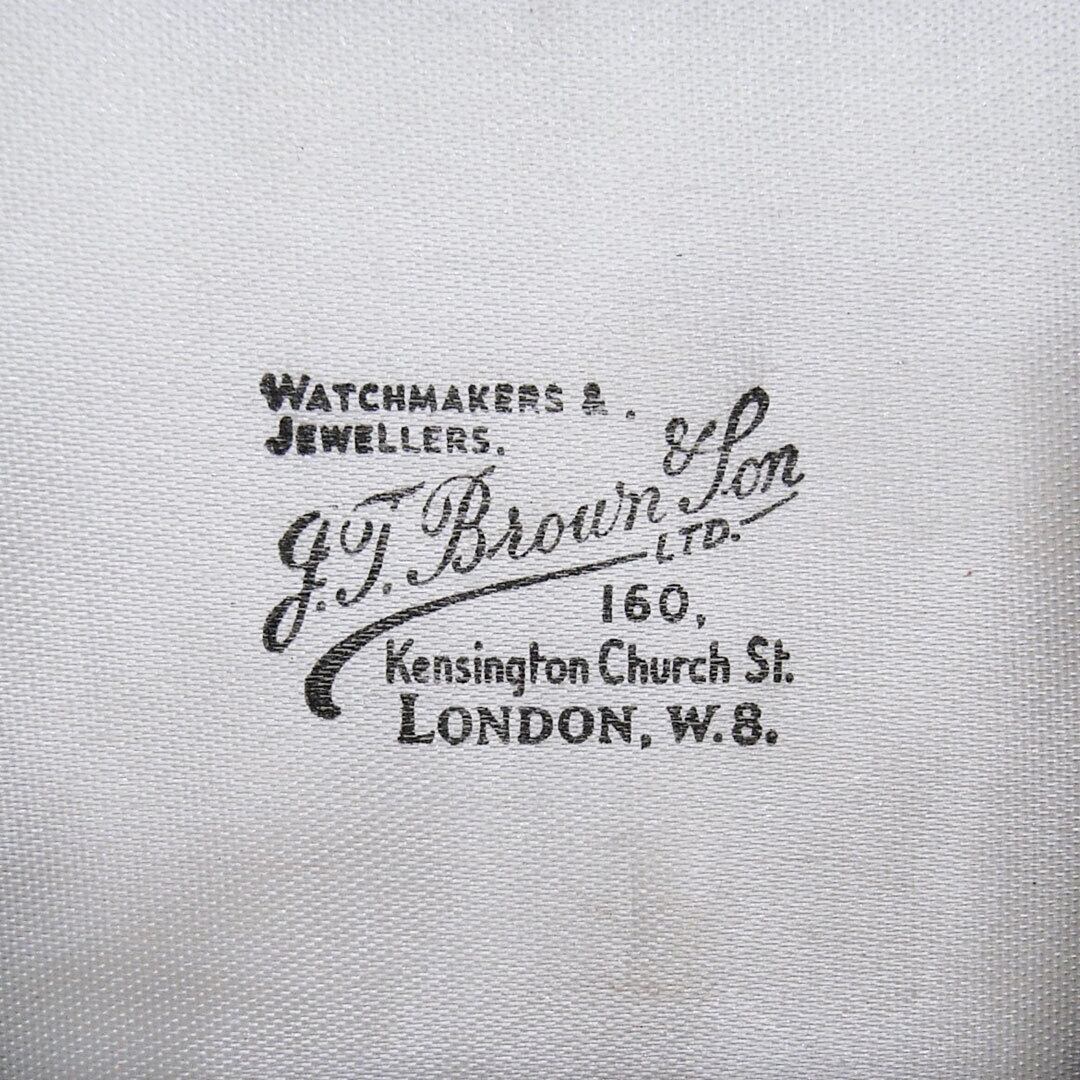 WATCHMAKERS &.
JEWELLERS.
J.T. Brown & Son
LTD.
160,
Kensington Church St.
LONDON, W.8.